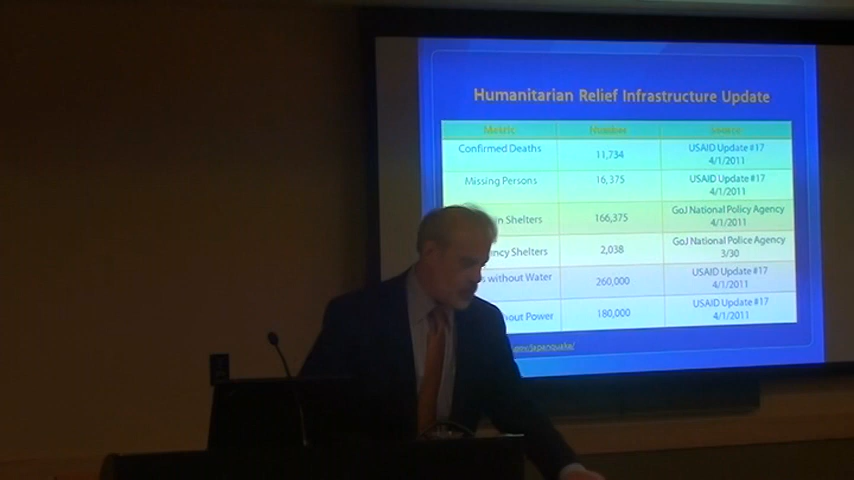 Humanitarian Relief Infrastructure Update
Metric Number Source
Confirmed Deaths 11,734 USAID Update #17
4/1/2011
Missing Persons 16,375 USAID Update #17
4/1/2011
in Shelters 166,375 GoJ National Policy Agency
4/1/2011
ncy Shelters 2,038 GoJ National Police Agency
3/30
s without Water 260,000 USAID Update #17
4/1/2011
out Power 180,000 USAID Update #17
4/1/2011